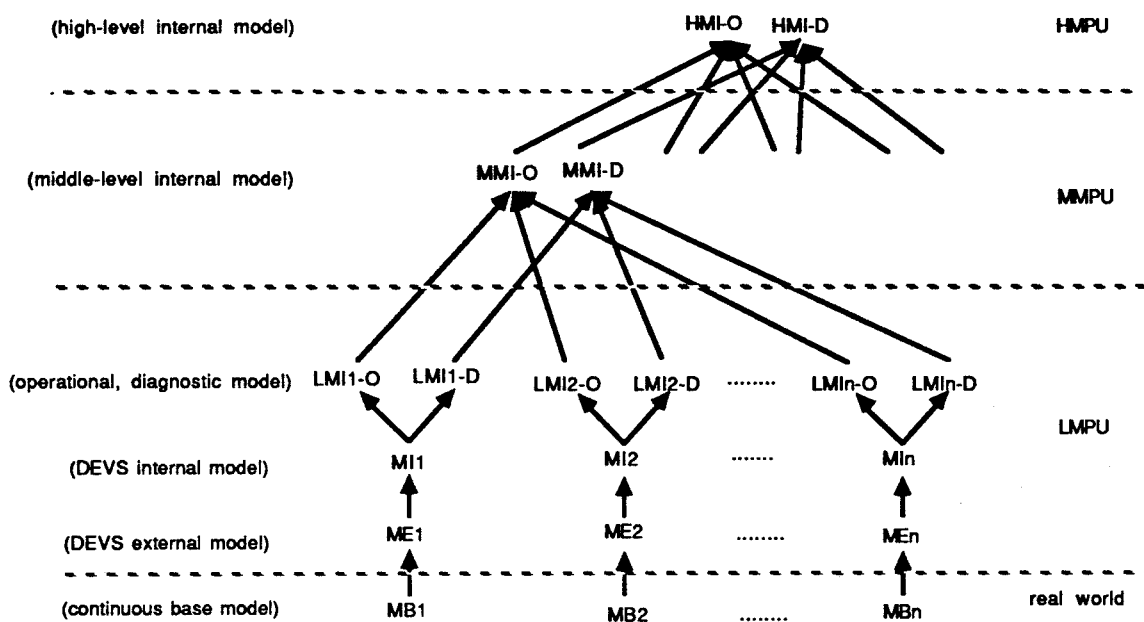 (high-level internal model) HMI-O HMI-D HMPU
(middle-level internal model) MMI-O MMI-D MMPU
(operational, diagnostic model) LMI1-O LMI1-D LMI2-O LMI2-D ........ LMIn-O LMIn-D
LMPU
(DEVS internal model) MI1 MI2 ....... MIn
(DEVS external model) ME1 ME2 ........ MEn
(continuous base model) MB1 MB2 ........ MBn real world